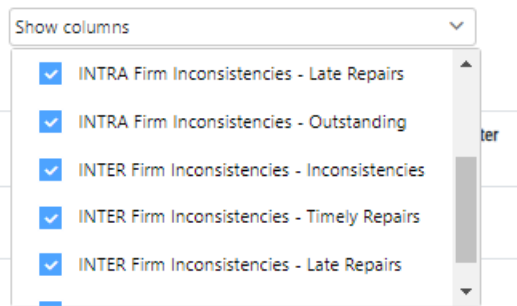 Show columns
INTRA Firm Inconsistencies - Late Repairs
INTRA Firm Inconsistencies - Outstanding
ter
INTER Firm Inconsistencies - Inconsistencies
INTER Firm Inconsistencies - Timely Repairs
INTER Firm Inconsistencies - Late Repairs